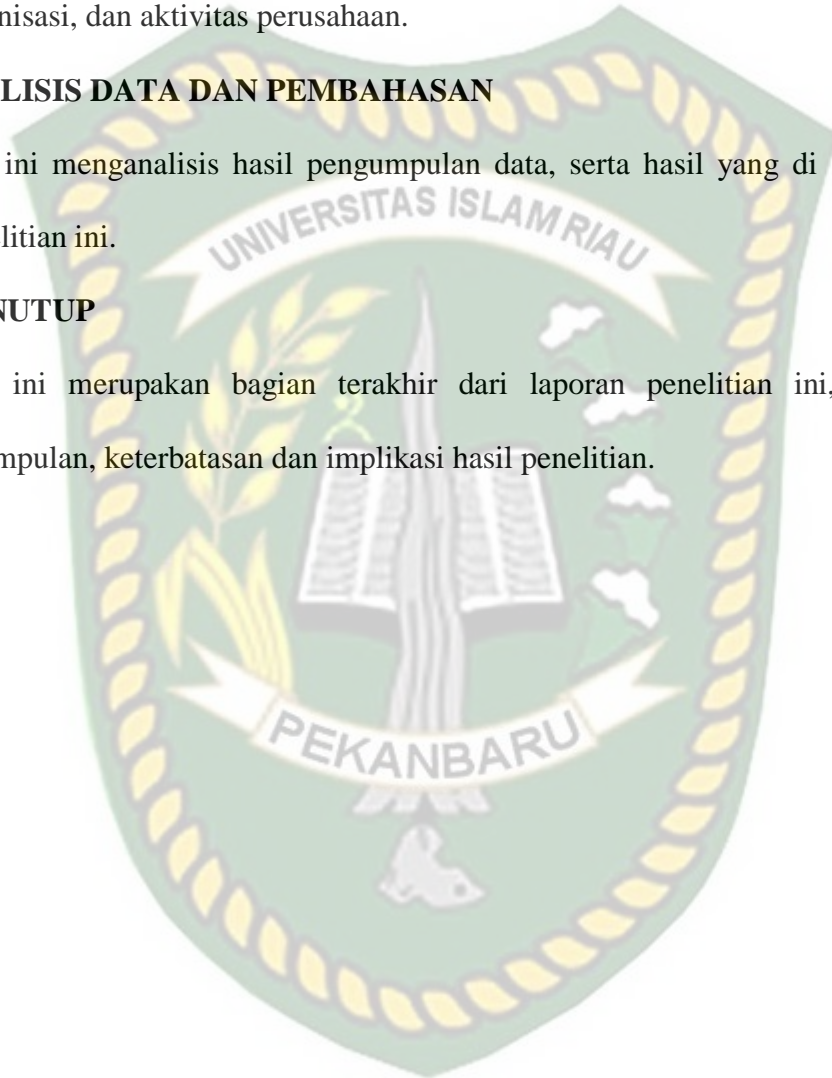 nisasi, dan aktivitas perusahaan.
LISIS DATA DAN PEMBAHASAN
ini menganalisis hasil pengumpulan data, serta hasil yang di
UNIVERSITAS ISLAM RIAU
elitian ini.
NUTUP
ini merupakan bagian terakhir dari laporan penelitian ini,
mpulan, keterbatasan dan implikasi hasil penelitian.
PEKANBARU